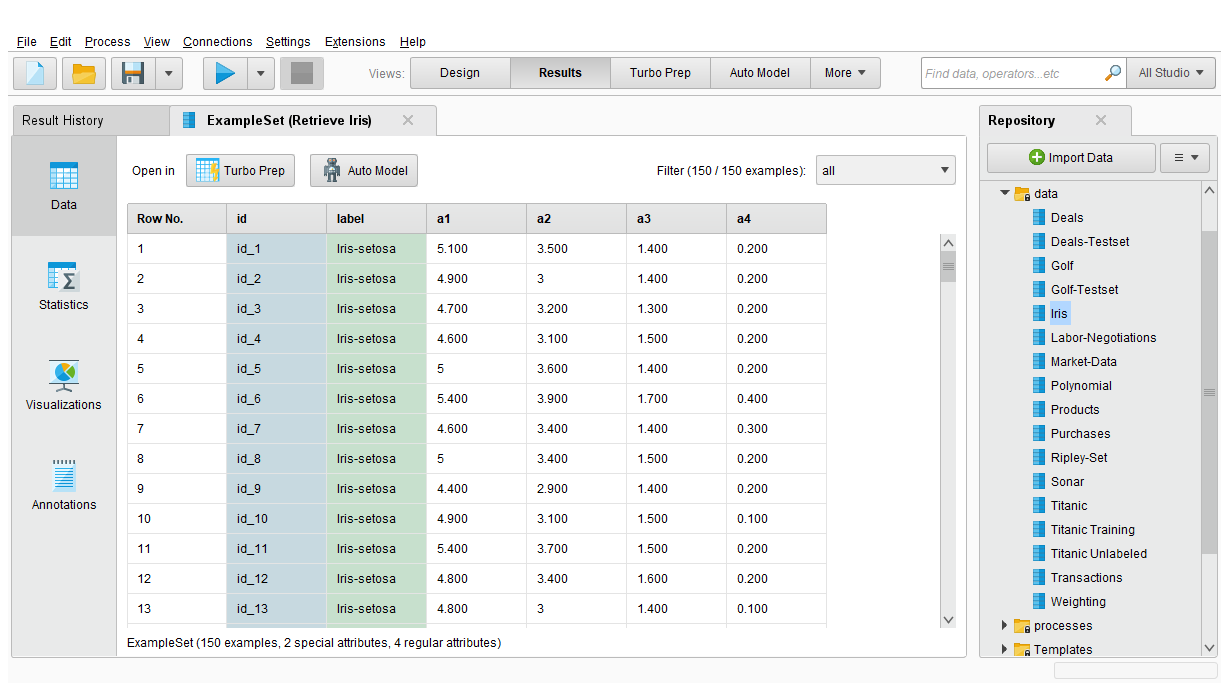 File Edit Process View Connections Settings Extensions Help
Views: Design Results Turbo Prep Auto Model More Find data, operators...etc All Studio
Result History ExampleSet (Retrieve Iris)
Open in Turbo Prep Auto Model Filter (150 / 150 examples): all
Data
Statistics
Visualizations
Annotations
Row No. id label a1 a2 a3 a4
1 id_1 Iris-setosa 5.100 3.500 1.400 0.200
2 id_2 Iris-setosa 4.900 3 1.400 0.200
3 id_3 Iris-setosa 4.700 3.200 1.300 0.200
4 id_4 Iris-setosa 4.600 3.100 1.500 0.200
5 id_5 Iris-setosa 5 3.600 1.400 0.200
6 id_6 Iris-setosa 5.400 3.900 1.700 0.400
7 id_7 Iris-setosa 4.600 3.400 1.400 0.300
8 id_8 Iris-setosa 5 3.400 1.500 0.200
9 id_9 Iris-setosa 4.400 2.900 1.400 0.200
10 id_10 Iris-setosa 4.900 3.100 1.500 0.100
11 id_11 Iris-setosa 5.400 3.700 1.500 0.200
12 id_12 Iris-setosa 4.800 3.400 1.600 0.200
13 id_13 Iris-setosa 4.800 3 1.400 0.100
ExampleSet (150 examples, 2 special attributes, 4 regular attributes)
Repository
Import Data
data
Deals
Deals-Testset
Golf
Golf-Testset
Iris
Labor-Negotiations
Market-Data
Polynomial
Products
Purchases
Ripley-Set
Sonar
Titanic
Titanic Training
Titanic Unlabeled
Transactions
Weighting
processes
Templates